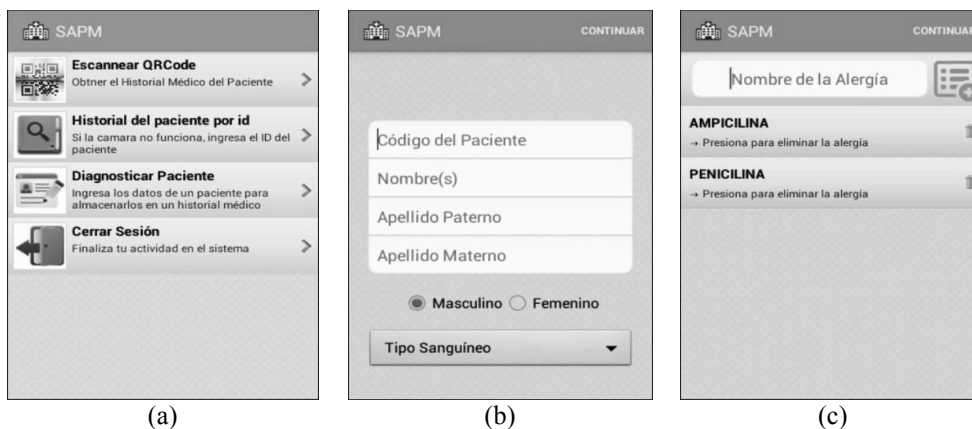 SAPM
Escannear QRCode
Obtner el Historial Médico del Paciente
Historial del paciente por id
Si la camara no funciona, ingresa el ID del
paciente
Diagnosticar Paciente
Ingresa los datos de un paciente para
almacenarlos en un historial médico
Cerrar Sesión
Finaliza tu actividad en el sistema
(a)
SAPM CONTINUAR
Código del Paciente
Nombre(s)
Apellido Paterno
Apellido Materno
Masculino Femenino
Tipo Sanguíneo
(b)
SAPM CONTINUAR
Nombre de la Alergía
AMPICILINA
→ Presiona para eliminar la alergía
PENICILINA
→ Presiona para eliminar la alergía
(c)